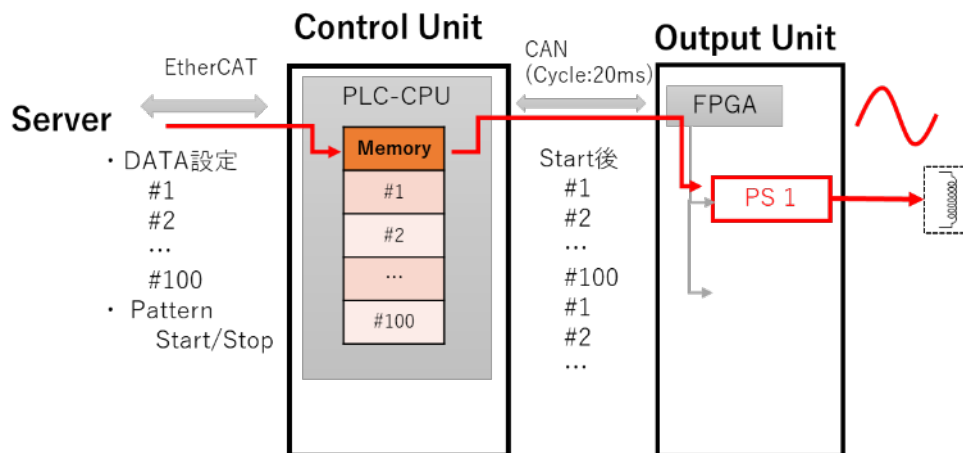 Control Unit
Output Unit
EtherCAT
CAN
(Cycle:20ms)
Server
・DATA設定
#1
#2
…
#100
・ Pattern
Start/Stop
PLC-CPU
Memory
#1
#2
…
#100
Start後
#1
#2
…
#100
#1
#2
…
FPGA
PS 1